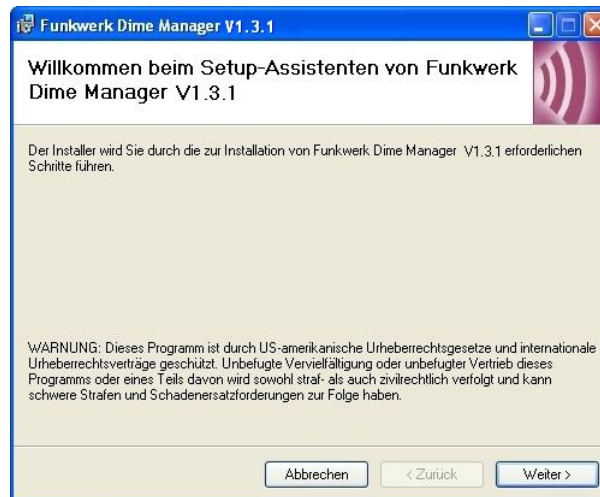 Funkwerk Dime Manager V1.3.1
Willkommen beim Setup-Assistenten von Funkwerk
Dime Manager V1.3.1
Der Installer wird Sie durch die zur Installation von Funkwerk Dime Manager V1.3.1 erforderlichen
Schritte führen.
WARNUNG: Dieses Programm ist durch US-amerikanische Urheberrechtsgesetze und internationale
Urheberrechtsverträge geschützt. Unbefugte Vervielfältigung oder unbefugter Vertrieb dieses
Programms oder eines Teils davon wird sowohl straf- als auch zivilrechtlich verfolgt und kann
schwere Strafen und Schadenersatzforderungen zur Folge haben.
Abbrechen
< Zurück
Weiter >